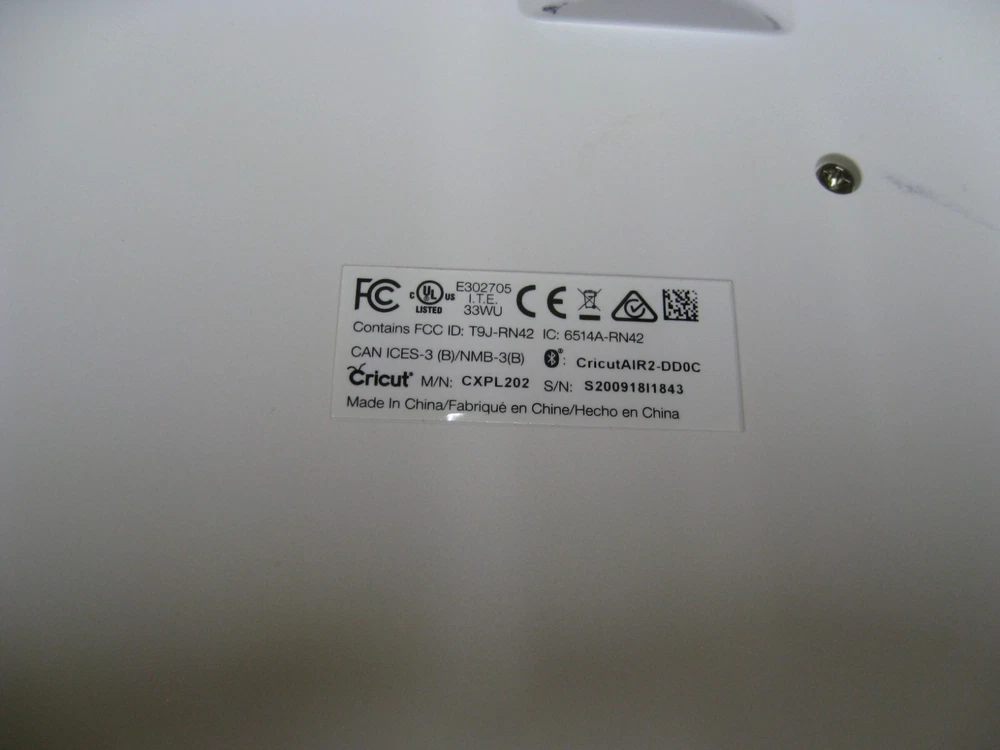 FC c UL us LISTED E302705 I.T.E. 33WU CE
Contains FCC ID: T9J-RN42 IC: 6514A-RN42
CAN ICES-3 (B)/NMB-3(B) : CricutAIR2-DD0C
Cricut® M/N: CXPL202 S/N: S200918I1843
Made In China/Fabriqué en Chine/Hecho en China